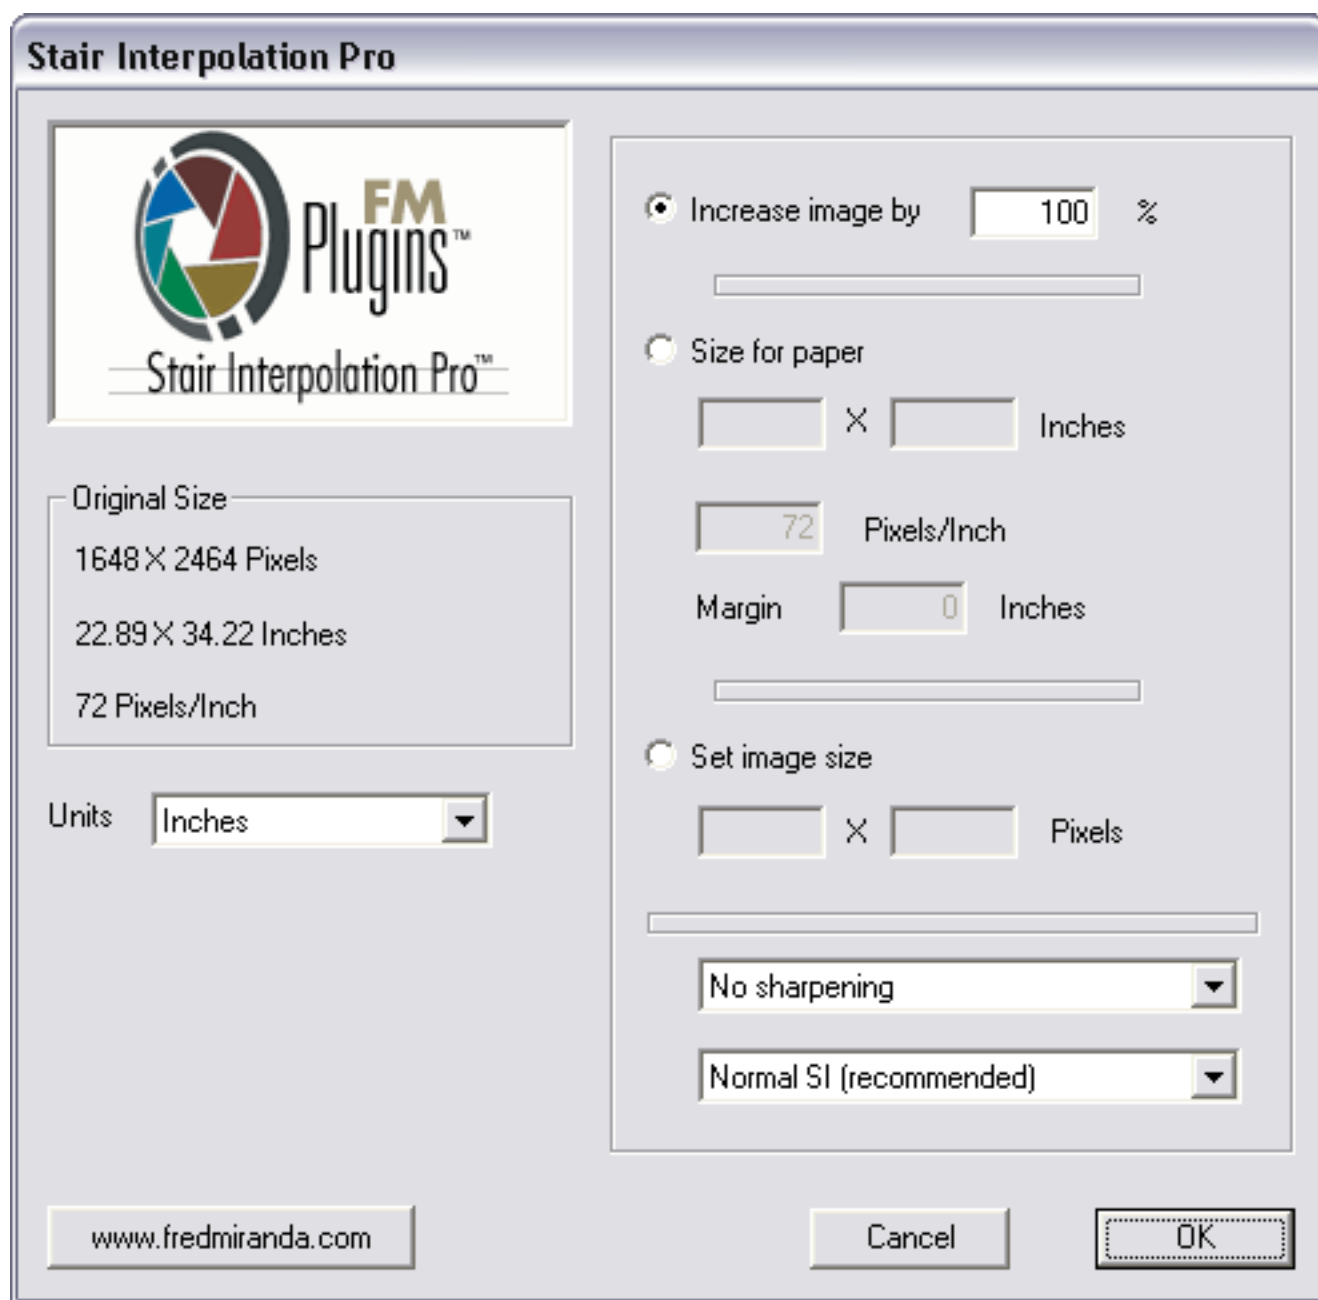 Stair Interpolation Pro
FM
Plugins™
Stair Interpolation Pro™
Original Size
1648 X 2464 Pixels
22.89 X 34.22 Inches
72 Pixels/Inch
Units Inches
Increase image by 100 %
Size for paper
X Inches
72 Pixels/Inch
Margin 0 Inches
Set image size
X Pixels
No sharpening
Normal SI (recommended)
www.fredmiranda.com Cancel OK